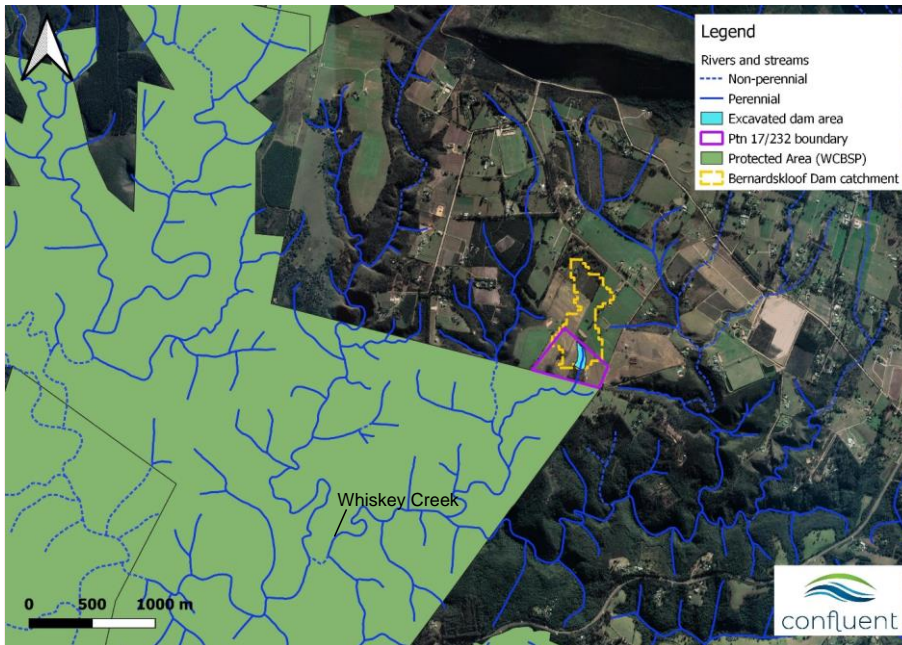 Legend
Rivers and streams
Non-perennial
Perennial
Excavated dam area
Ptn 17/232 boundary
Protected Area (WCBSP)
Bernardskloof Dam catchment
Whiskey Creek
0 500 1000 m
confluent